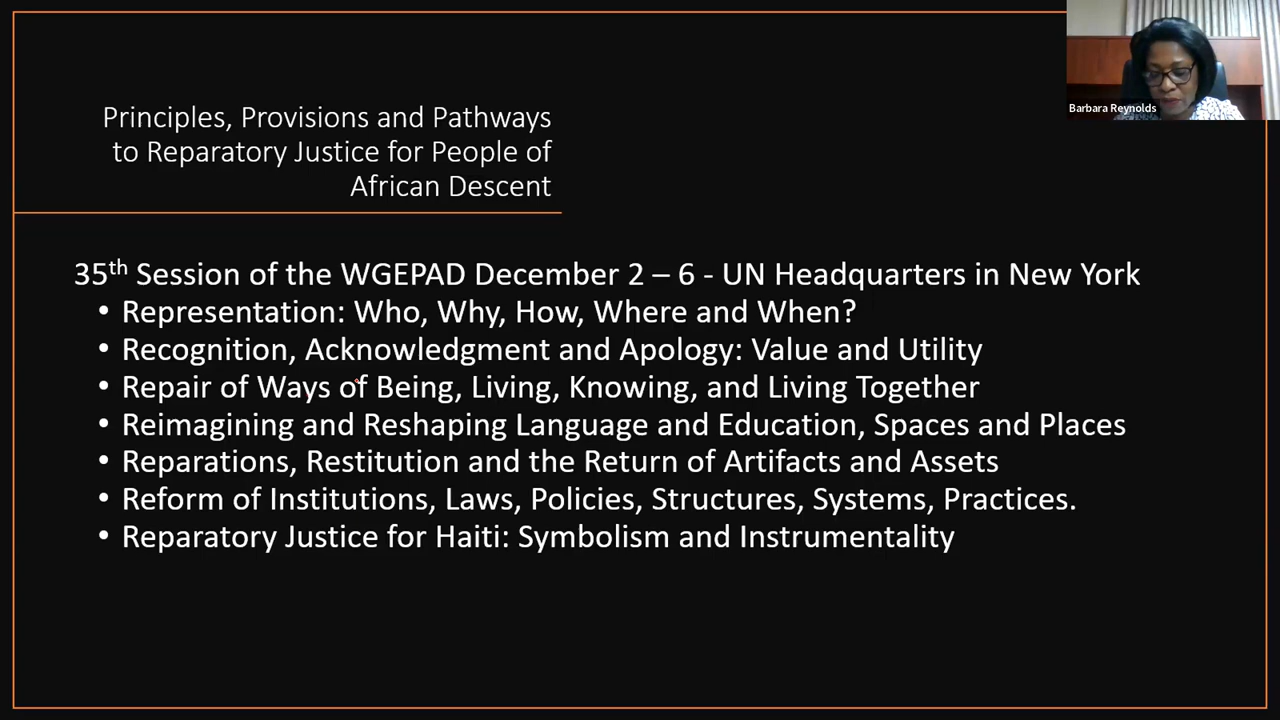 Barbara Reynolds
Principles, Provisions and Pathways
to Reparatory Justice for People of
African Descent
35th Session of the WGEPAD December 2 – 6 - UN Headquarters in New York
• Representation: Who, Why, How, Where and When?
• Recognition, Acknowledgment and Apology: Value and Utility
• Repair of Ways of Being, Living, Knowing, and Living Together
• Reimagining and Reshaping Language and Education, Spaces and Places
• Reparations, Restitution and the Return of Artifacts and Assets
• Reform of Institutions, Laws, Policies, Structures, Systems, Practices.
• Reparatory Justice for Haiti: Symbolism and Instrumentality